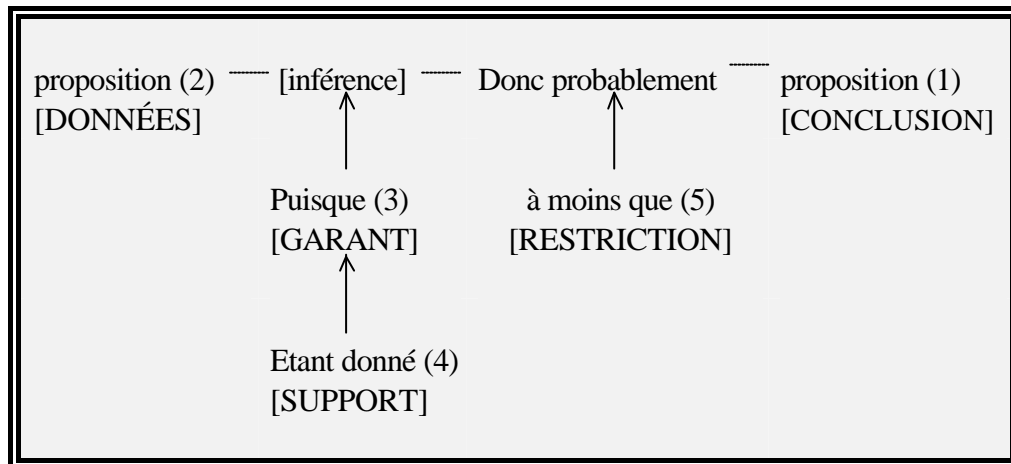 proposition (2) [inférence] Donc probablement proposition (1)
[DONNÉES] [CONCLUSION]
Puisque (3) à moins que (5)
[GARANT] [RESTRICTION]
Etant donné (4)
[SUPPORT]